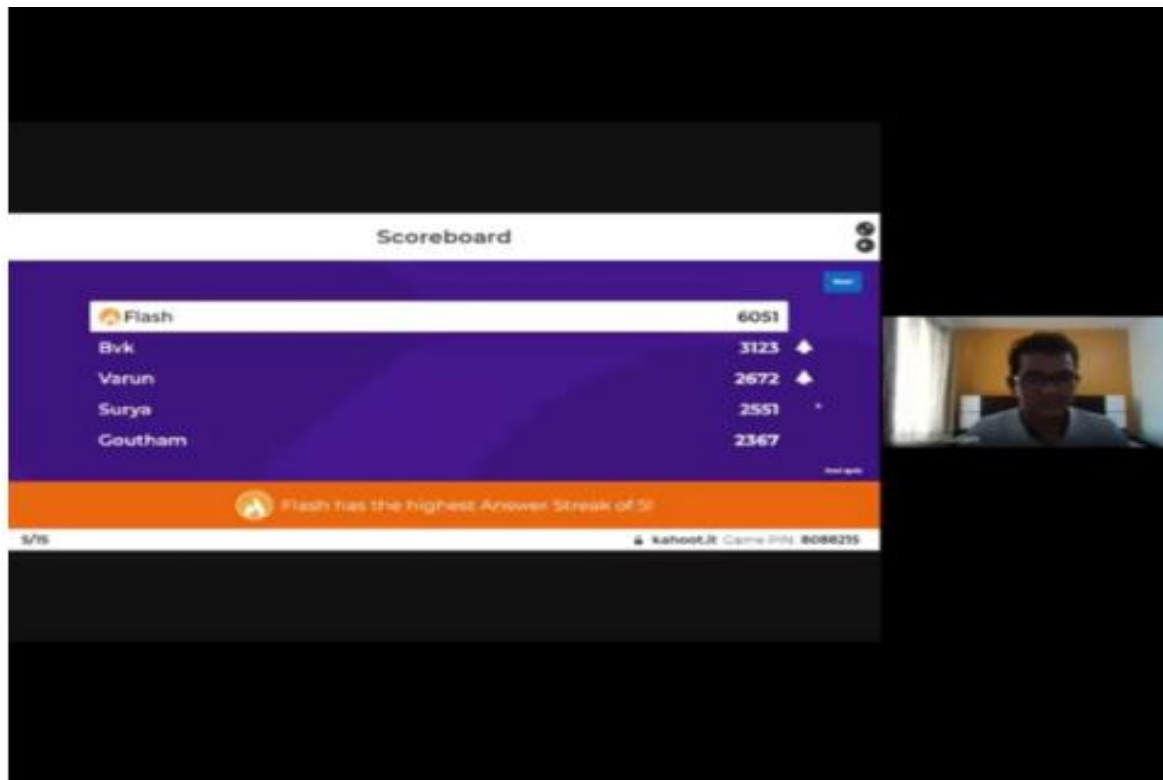 Scoreboard
Flash 6051
Bvk 3123
Varun 2672
Surya 2551
Goutham 2367
Flash has the highest Answer Streak of 5!
5/15 kahoot.it Game PIN: 8088215